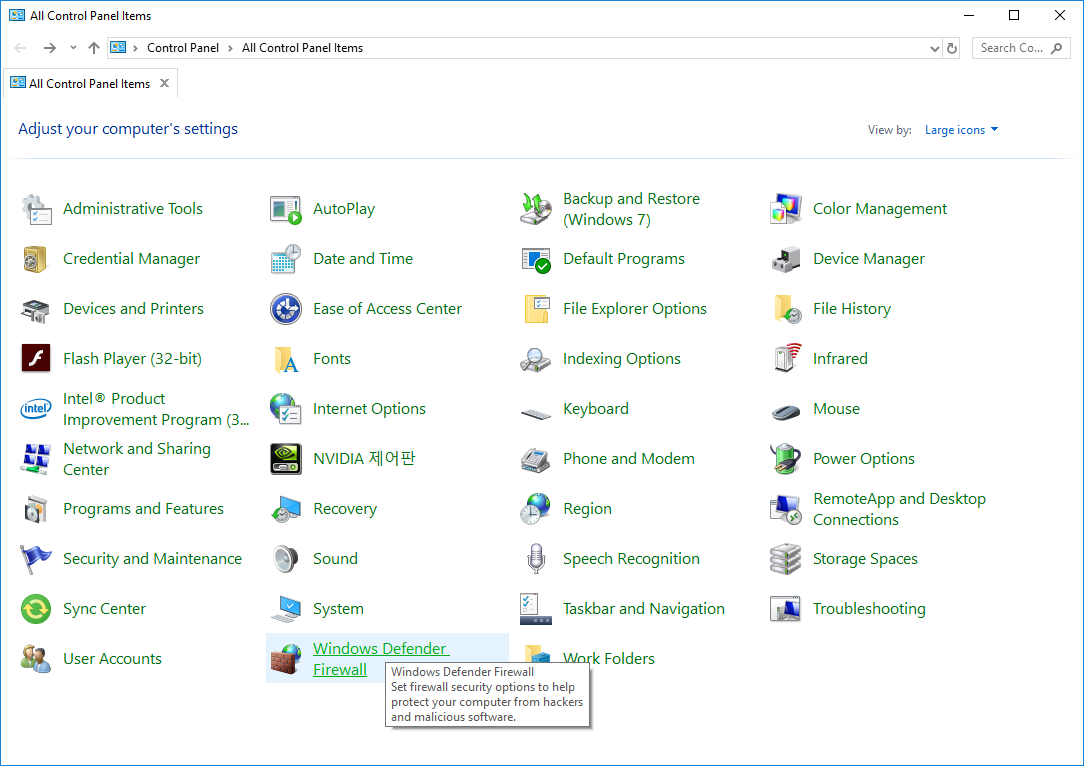 All Control Panel Items
Control Panel > All Control Panel Items
Search Co...
All Control Panel Items
Adjust your computer's settings
View by: Large icons
Administrative Tools
AutoPlay
Backup and Restore
(Windows 7)
Color Management
Credential Manager
Date and Time
Default Programs
Device Manager
Devices and Printers
Ease of Access Center
File Explorer Options
File History
Flash Player (32-bit)
Fonts
Indexing Options
Infrared
intel
Intel® Product
Improvement Program (3...
Internet Options
Keyboard
Mouse
Network and Sharing
Center
NVIDIA 제어판
Phone and Modem
Power Options
Programs and Features
Recovery
Region
RemoteApp and Desktop
Connections
Security and Maintenance
Sound
Speech Recognition
Storage Spaces
Sync Center
System
Taskbar and Navigation
Troubleshooting
User Accounts
Windows Defender
Firewall
Work Folders
Windows Defender Firewall
Set firewall security options to help
protect your computer from hackers
and malicious software.